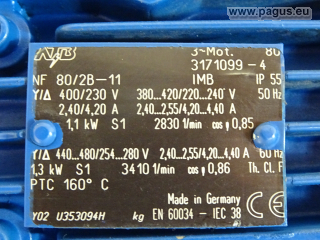 © www.pagus.eu
ATB 3~Mot. 80
3171099-4
NF 80/2B-11 IMB IP 55
Y/Δ 400/230 V 380...420/220...240 V 50 Hz
2,40/4,20 A 2,40...2,55/4,20...4,40 A
1,1 kW S1 2830 1/min cos φ 0,85
Y/Δ 440...480/254...280 V 2,40...2,55/4,20...4,40 A 60 Hz
1,3 kW S1 3410 1/min cos φ 0,86 Th. Cl. F
PTC 160° C
Made in Germany
Y02 U353094H kg EN 60034 - IEC 38 CE